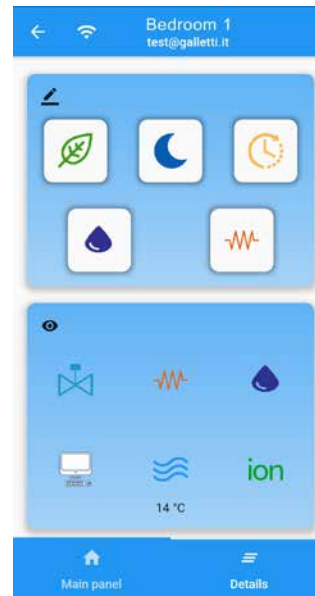 Bedroom 1
test@galletti.it
ion
14 °C
Main panel
Details